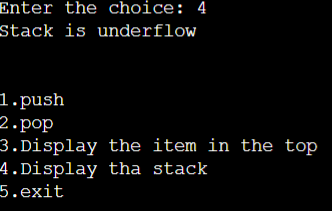 Enter the choice: 4
Stack is underflow
1.push
2.pop
3.Display the item in the top
4.Display tha stack
5.exit